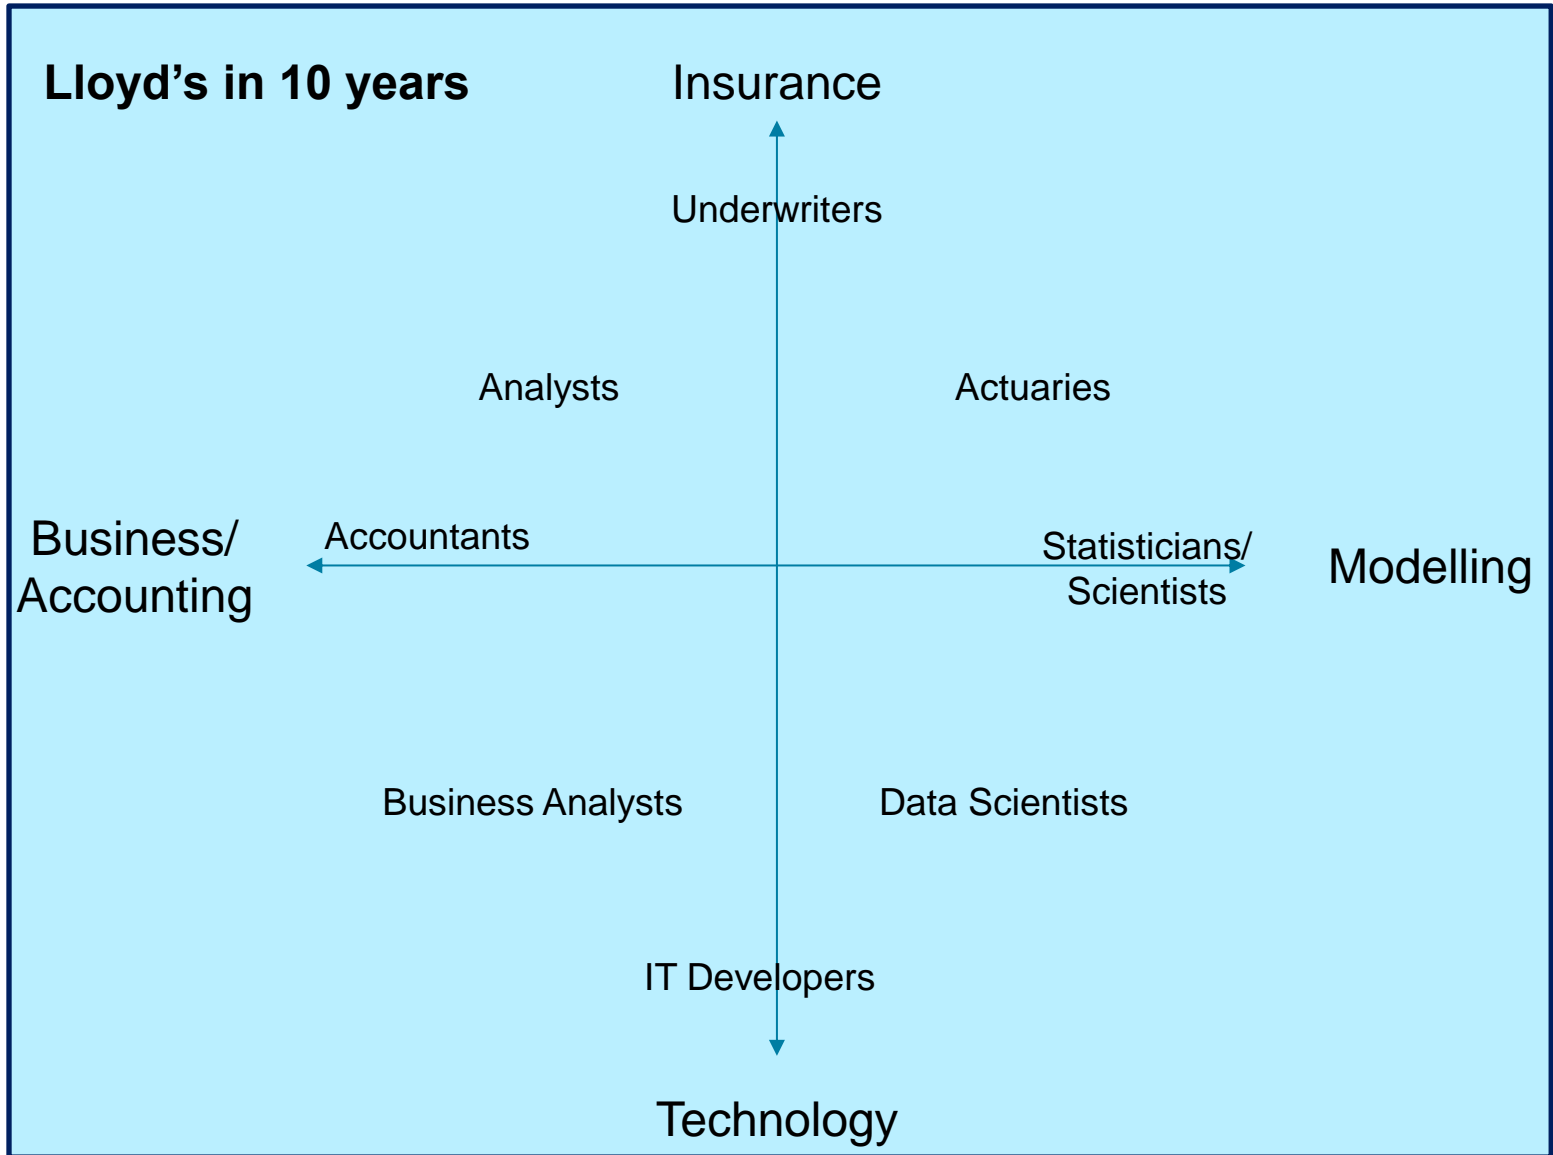 Lloyd’s in 10 years
Insurance
Underwriters
Analysts
Actuaries
Business/
Accounting
Accountants
Statisticians/
Scientists
Modelling
Business Analysts
Data Scientists
IT Developers
Technology